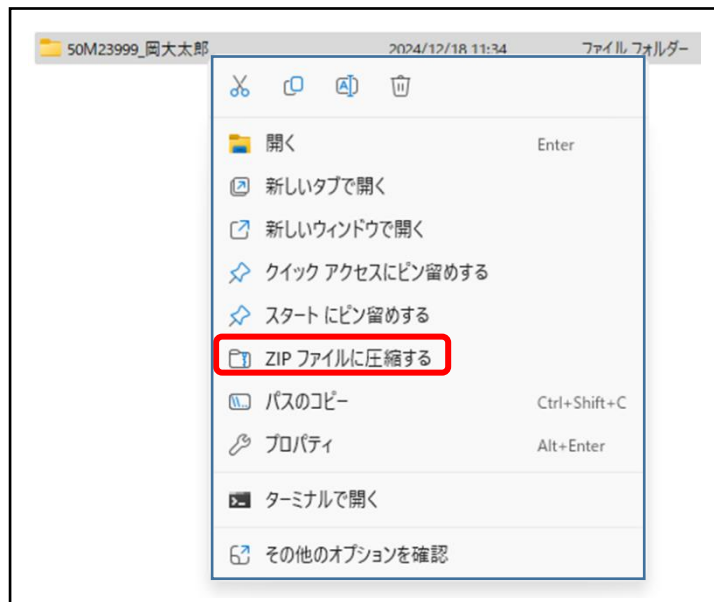 50M23999_岡大太郎 2024/12/18 11:34 ファイル フォルダー
開く Enter
新しいタブで開く
新しいウィンドウで開く
クイック アクセスにピン留めする
スタート にピン留めする
ZIP ファイルに圧縮する
パスのコピー Ctrl+Shift+C
プロパティ Alt+Enter
ターミナルで開く
その他のオプションを確認